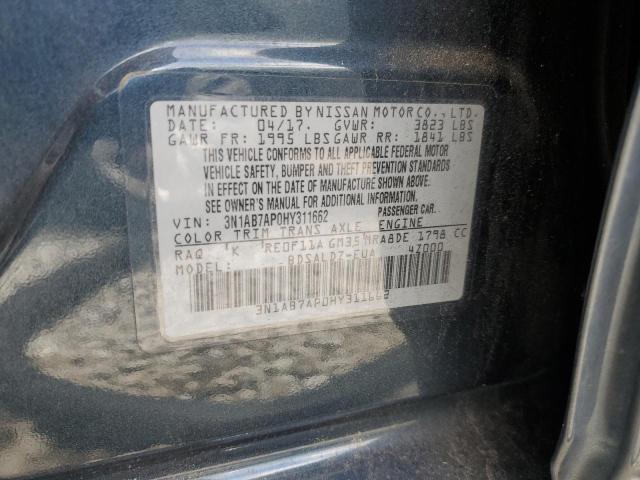 MANUFACTURED BY NISSAN MOTOR CO., LTD.
DATE: 04/17. GVWR: 3823 LBS
GAWR FR: 1995 LBS GAWR RR: 1841 LBS
THIS VEHICLE CONFORMS TO ALL APPLICABLE FEDERAL MOTOR
VEHICLE SAFETY, BUMPER AND THEFT PREVENTION STANDARDS
IN EFFECT ON THE DATE OF MANUFACTURE SHOWN ABOVE.
SEE OWNER'S MANUAL FOR ADDITIONAL INFORMATION.
VIN: 3N1AB7AP0HY311662 PASSENGER CAR.
COLOR TRIM TRANS AXLE ENGINE
RAQ K RE0F11A GM35 MRA8DE 1798 CC
MODEL: BDSALDZ-EUA 4Z000
3N1AB7AP0HY311662